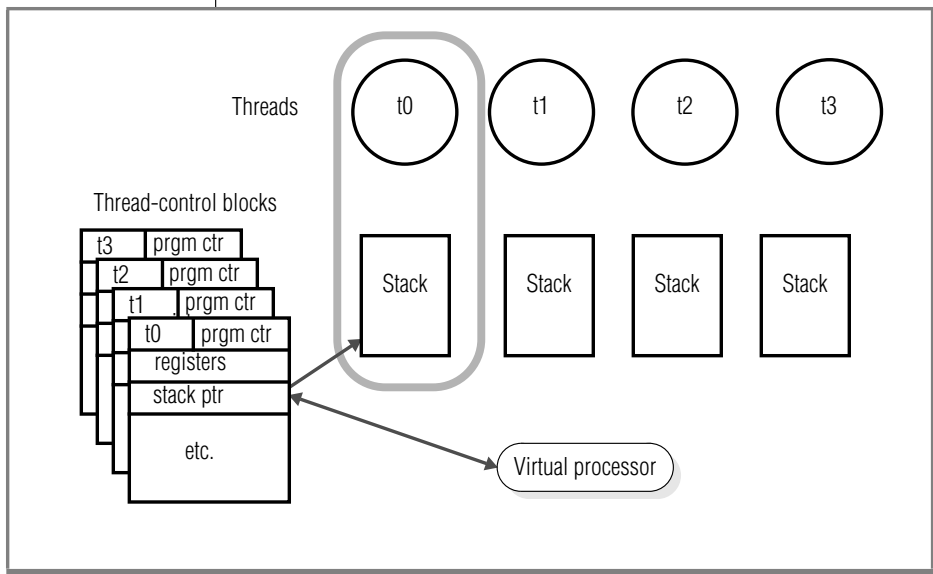 Threads
t0
t1
t2
t3
Thread-control blocks
t3 prgm ctr
t2 prgm ctr
t1 prgm ctr
t0 prgm ctr
registers
stack ptr
etc.
Stack
Stack
Stack
Stack
Virtual processor